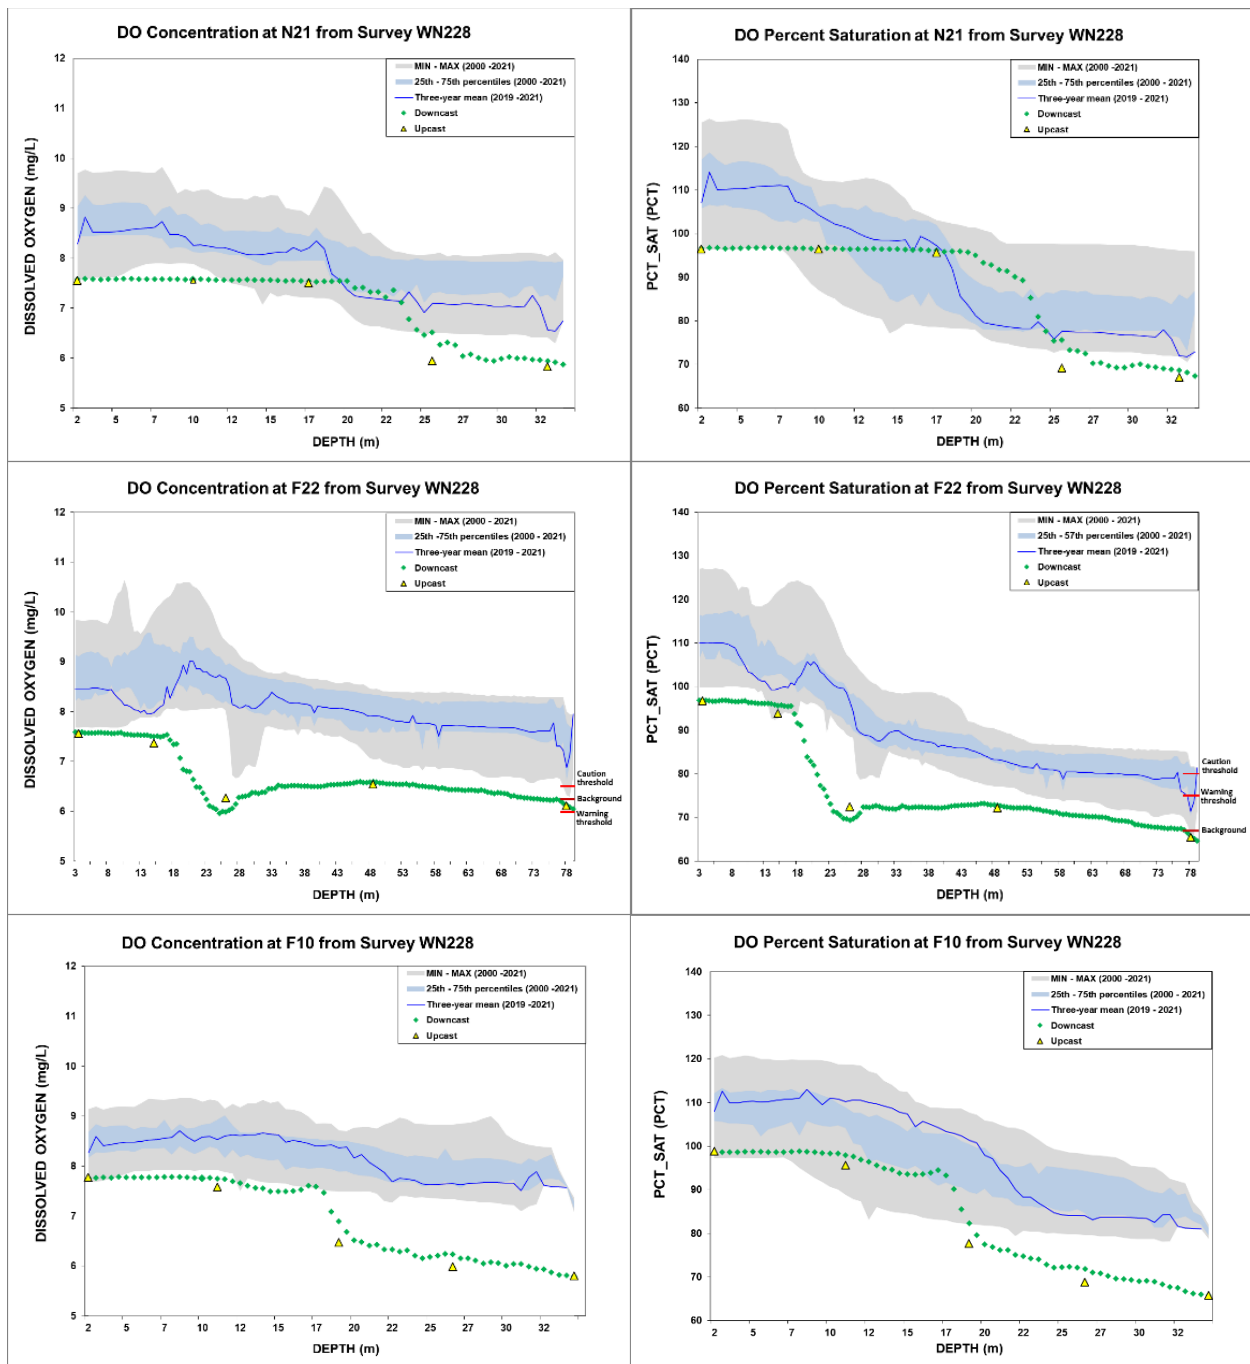 DO Concentration at N21 from Survey WN228
12
11
10
9
8
7
6
5
DISSOLVED OXYGEN (mg/L)
MIN - MAX (2000 -2021)
25th - 75th percentiles (2000 -2021)
Three-year mean (2019 - 2021)
Downcast
Upcast
2 5 7 10 12 15 17 20 22 25 27 30 32
DEPTH (m)
DO Percent Saturation at N21 from Survey WN228
140
130
120
110
100
90
80
70
60
PCT_SAT (PCT)
MIN - MAX (2000 -2021)
25th - 75th percentiles (2000 -2021)
Three-year mean (2019 - 2021)
Downcast
Upcast
2 5 7 10 12 15 17 20 22 25 27 30 32
DEPTH (m)
DO Concentration at F22 from Survey WN228
12
11
10
9
8
7
6
5
DISSOLVED OXYGEN (mg/L)
MIN - MAX (2000 - 2021)
25th -75th percentiles (2000 - 2021)
Three-year mean (2019 - 2021)
Downcast
Upcast
Caution
threshold
Background
Warning
threshold
3 8 13 18 23 28 33 38 43 48 53 58 63 68 73 78
DEPTH (m)
DO Percent Saturation at F22 from Survey WN228
140
130
120
110
100
90
80
70
60
PCT_SAT (PCT)
MIN - MAX (2000 - 2021)
25th - 57th percentiles (2000 - 2021)
Three-year mean (2019 - 2021)
Downcast
Upcast
Caution
threshold
Warning
threshold
Background
3 8 13 18 23 28 33 38 43 48 53 58 63 68 73 78
DEPTH (m)
DO Concentration at F10 from Survey WN228
12
11
10
9
8
7
6
5
DISSOLVED OXYGEN (mg/L)
MIN - MAX (2000 -2021)
25th - 75th percentiles (2000 -2021)
Three-year mean (2019 - 2021)
Downcast
Upcast
2 5 7 10 12 15 17 20 22 25 27 30 32
DEPTH (m)
DO Percent Saturation at F10 from Survey WN228
140
130
120
110
100
90
80
70
60
PCT_SAT (PCT)
MIN - MAX (2000 -2021)
25th - 75th percentiles (2000 - 2021)
Three-year mean (2019 - 2021)
Downcast
Upcast
2 5 7 10 12 15 17 20 22 25 27 30 32
DEPTH (m)